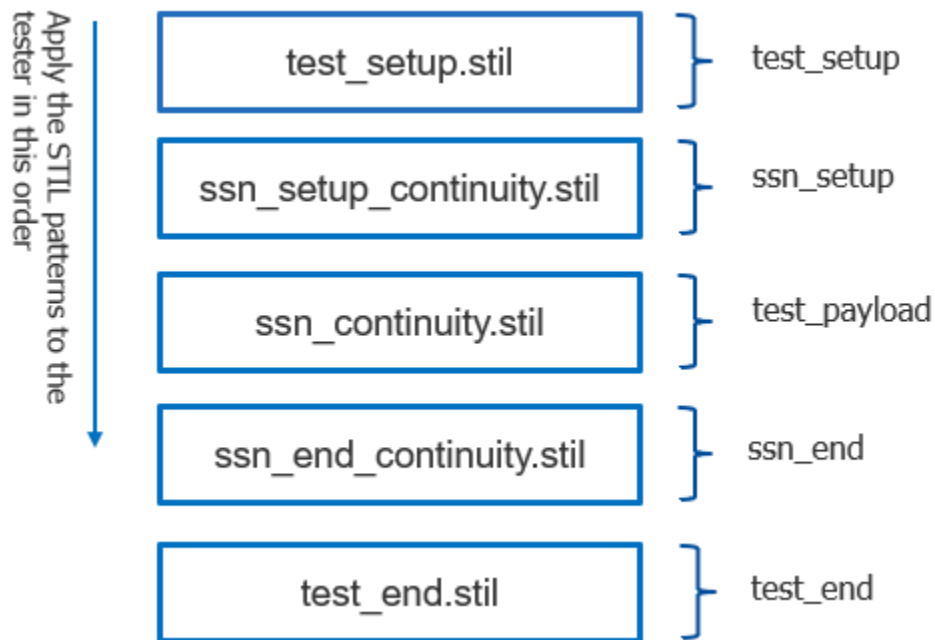 Apply the STIL patterns to the
tester in this order
test_setup.stil
test_setup
ssn_setup_continuity.stil
ssn_setup
ssn_continuity.stil
test_payload
ssn_end_continuity.stil
ssn_end
test_end.stil
test_end